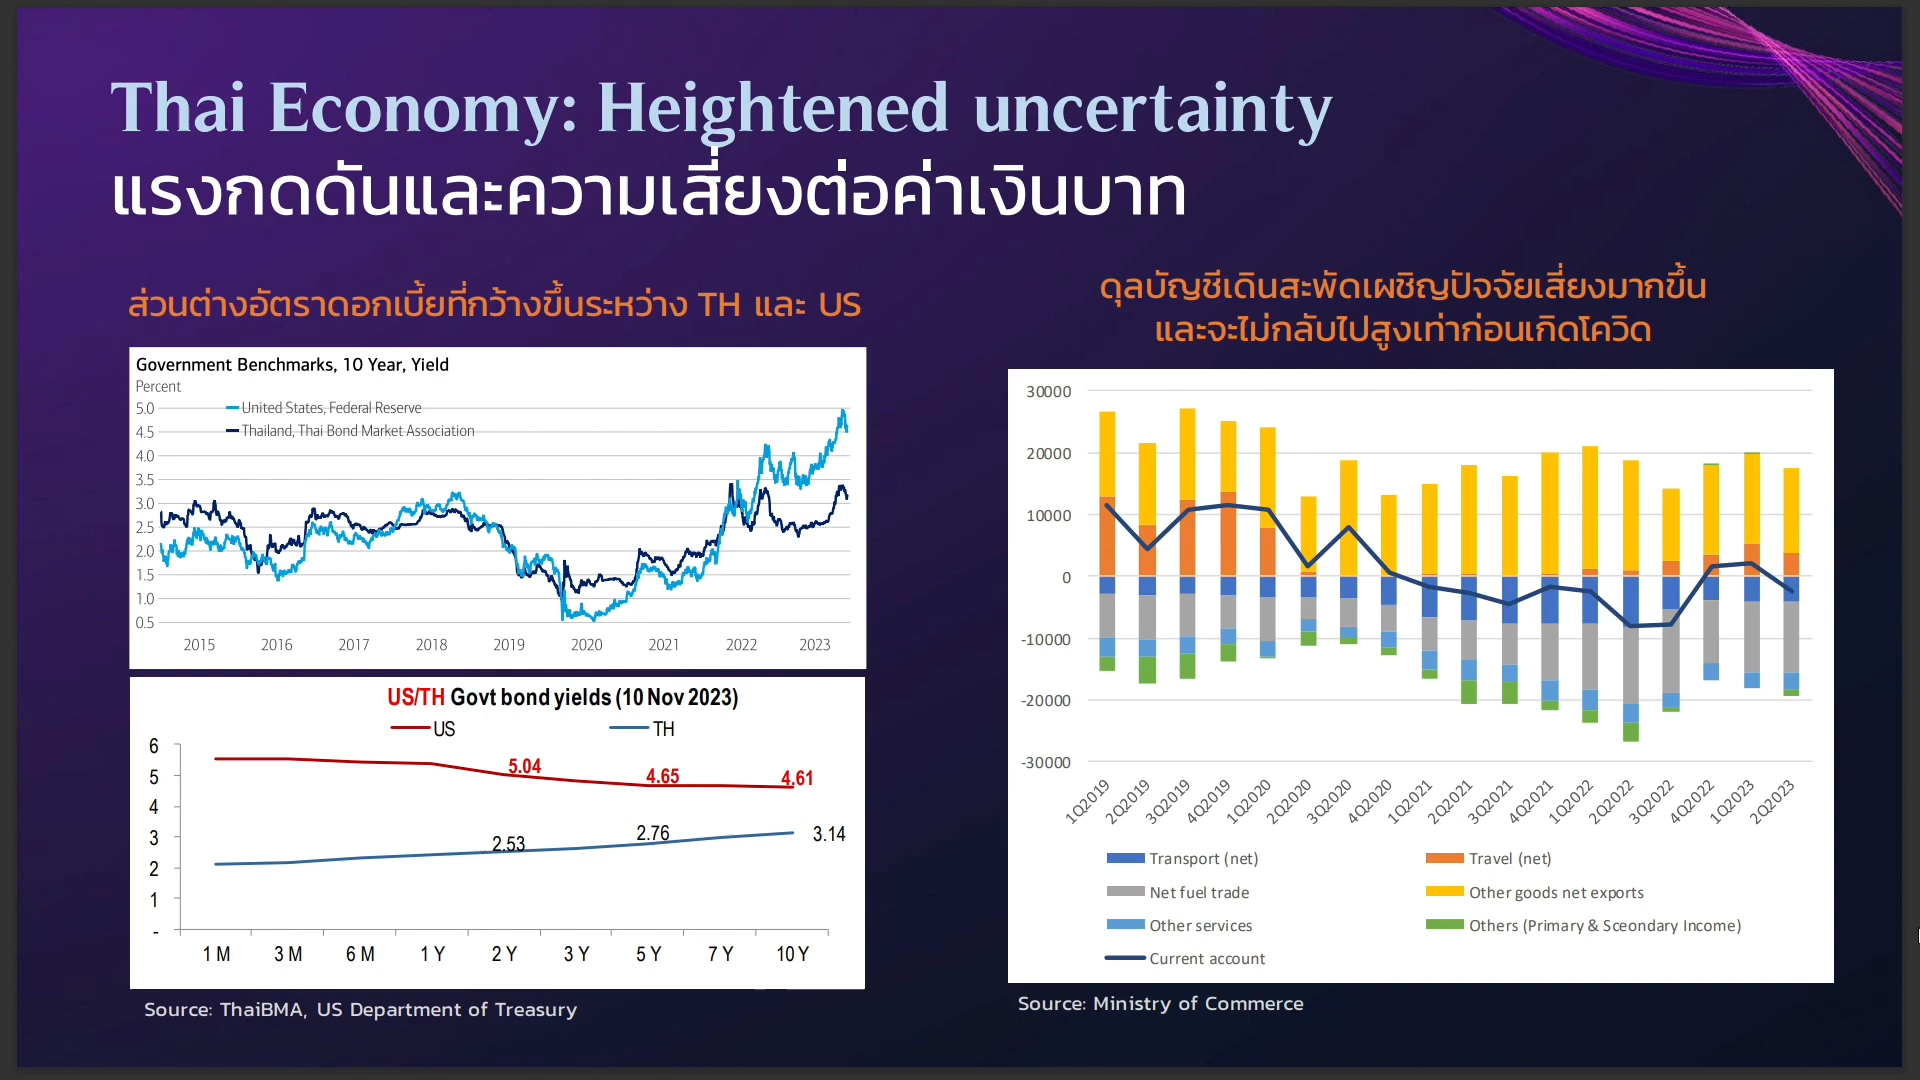 Thai Economy: Heightened uncertainty
แรงกดดันและความเสี่ยงต่อค่าเงินบาท
ส่วนต่างอัตราดอกเบี้ยที่กว้างขึ้นระหว่าง TH และ US
Government Benchmarks, 10 Year, Yield
Percent
United States, Federal Reserve
Thailand, Thai Bond Market Association
5.0
4.5
4.0
3.5
3.0
2.5
2.0
1.5
1.0
0.5
2015 2016 2017 2018 2019 2020 2021 2022 2023
US/TH Govt bond yields (10 Nov 2023)
US TH
6
5
4
3
2
1
-
5.04 4.65 4.61
2.53 2.76 3.14
1 M 3 M 6 M 1 Y 2 Y 3 Y 5 Y 7 Y 10 Y
Source: ThaiBMA, US Department of Treasury
ดุลบัญชีเดินสะพัดเผชิญปัจจัยเสี่ยงมากขึ้น
และจะไม่กลับไปสูงเท่าก่อนเกิดโควิด
30000
20000
10000
0
-10000
-20000
-30000
1Q2019 2Q2019 3Q2019 4Q2019 1Q2020 2Q2020 3Q2020 4Q2020 1Q2021 2Q2021 3Q2021 4Q2021 1Q2022 2Q2022 3Q2022 4Q2022 1Q2023 2Q2023
Transport (net) Travel (net)
Net fuel trade Other goods net exports
Other services Others (Primary & Sceondary Income)
Current account
Source: Ministry of Commerce